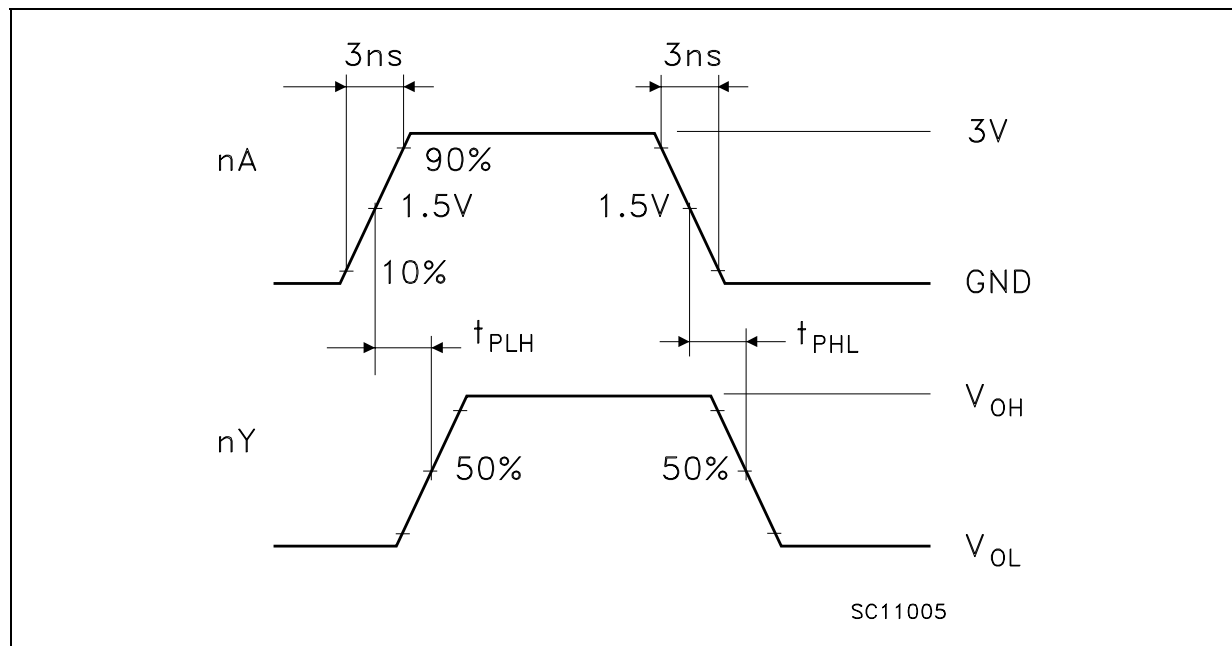 3ns 3ns
3V
nA 90%
1.5V 1.5V
10%
GND
tPLH tPHL
VOH
nY
50% 50%
VOL
SC11005